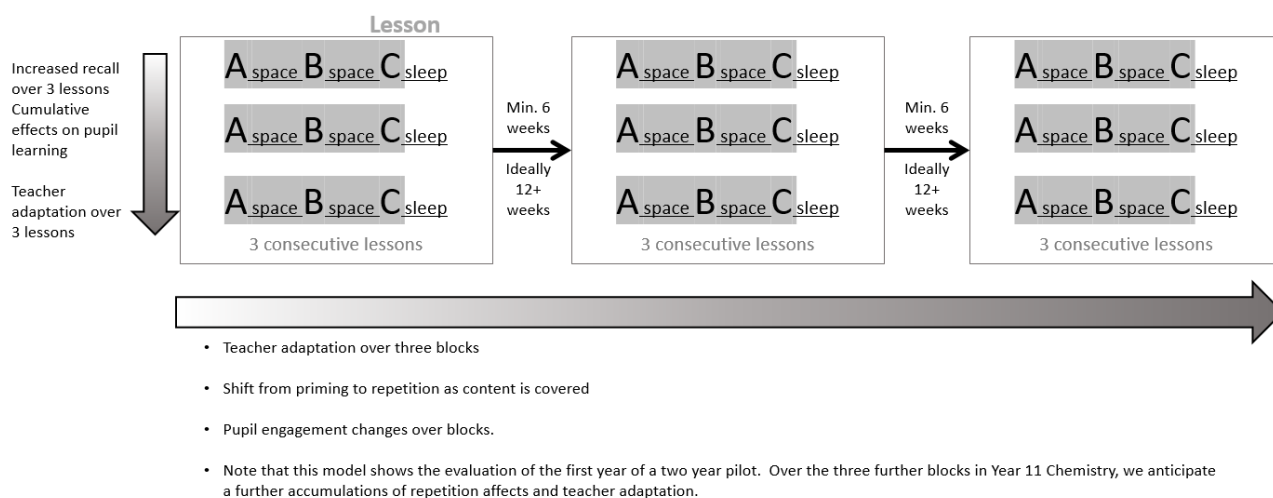 Lesson
Increased recall
over 3 lessons
Cumulative
effects on pupil
learning
Teacher
adaptation over
3 lessons
A space B space C sleep
A space B space C sleep
A space B space C sleep
3 consecutive lessons
Min. 6
weeks
Ideally
12+
weeks
A space B space C sleep
A space B space C sleep
A space B space C sleep
3 consecutive lessons
Min. 6
weeks
Ideally
12+
weeks
A space B space C sleep
A space B space C sleep
A space B space C sleep
3 consecutive lessons
• Teacher adaptation over three blocks
• Shift from priming to repetition as content is covered
• Pupil engagement changes over blocks.
• Note that this model shows the evaluation of the first year of a two year pilot. Over the three further blocks in Year 11 Chemistry, we anticipate
a further accumulations of repetition affects and teacher adaptation.